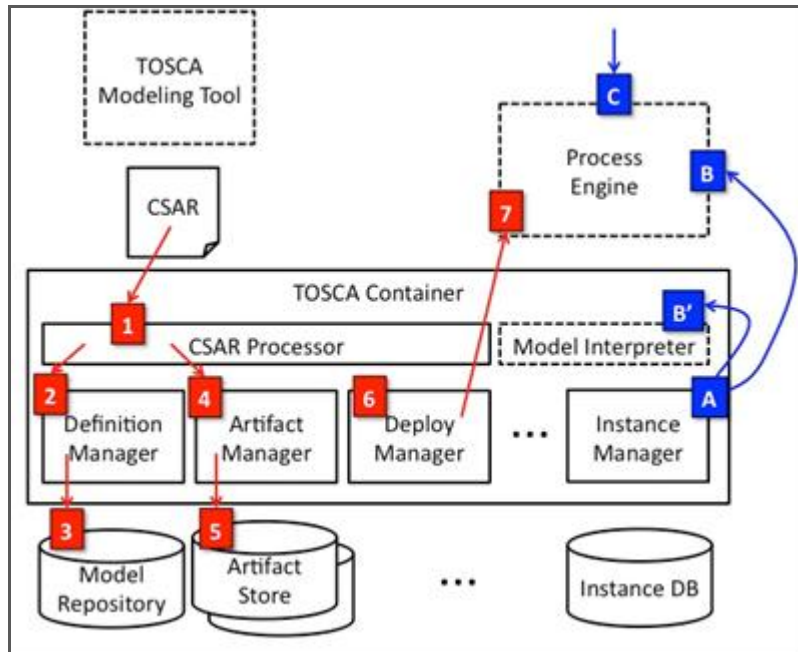 TOSCA
Modeling Tool
C
Process
Engine
B
CSAR
7
TOSCA Container
1
B’
CSAR Processor
Model Interpreter
2
4
6
A
Definition
Manager
Artifact
Manager
Deploy
Manager
...
Instance
Manager
3
5
Model
Repository
Artifact
Store
...
Instance DB